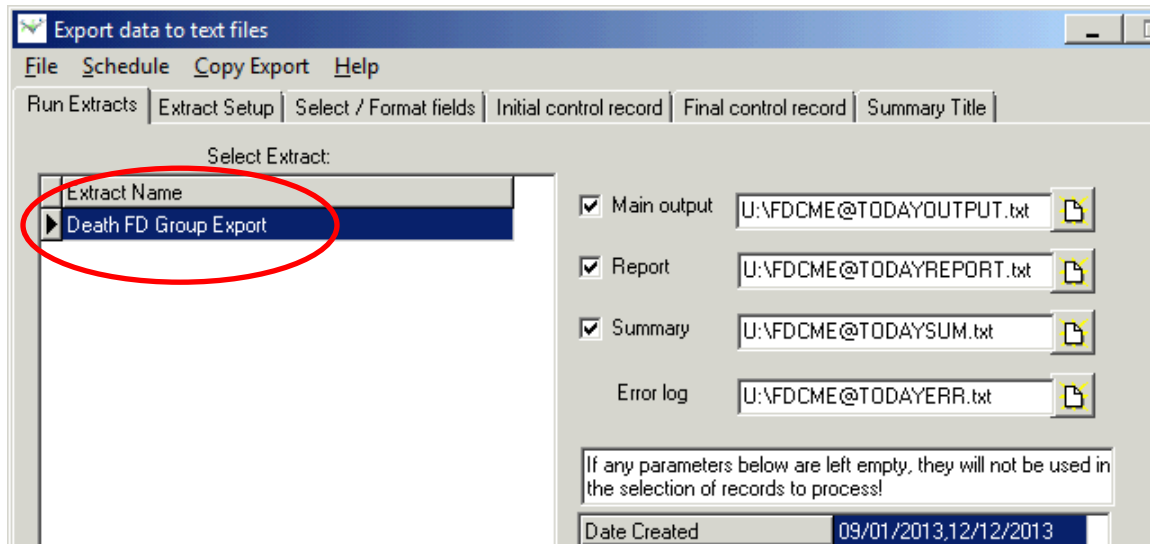 Export data to text files
File Schedule Copy Export Help
Run Extracts Extract Setup Select / Format fields Initial control record Final control record Summary Title
Select Extract:
Extract Name
Death FD Group Export
Main output U:\FDCME@TODAYOUTPUT.txt
Report U:\FDCME@TODAYREPORT.txt
Summary U:\FDCME@TODAYSUM.txt
Error log U:\FDCME@TODAYERR.txt
If any parameters below are left empty, they will not be used in
the selection of records to process!
Date Created 09/01/2013,12/12/2013